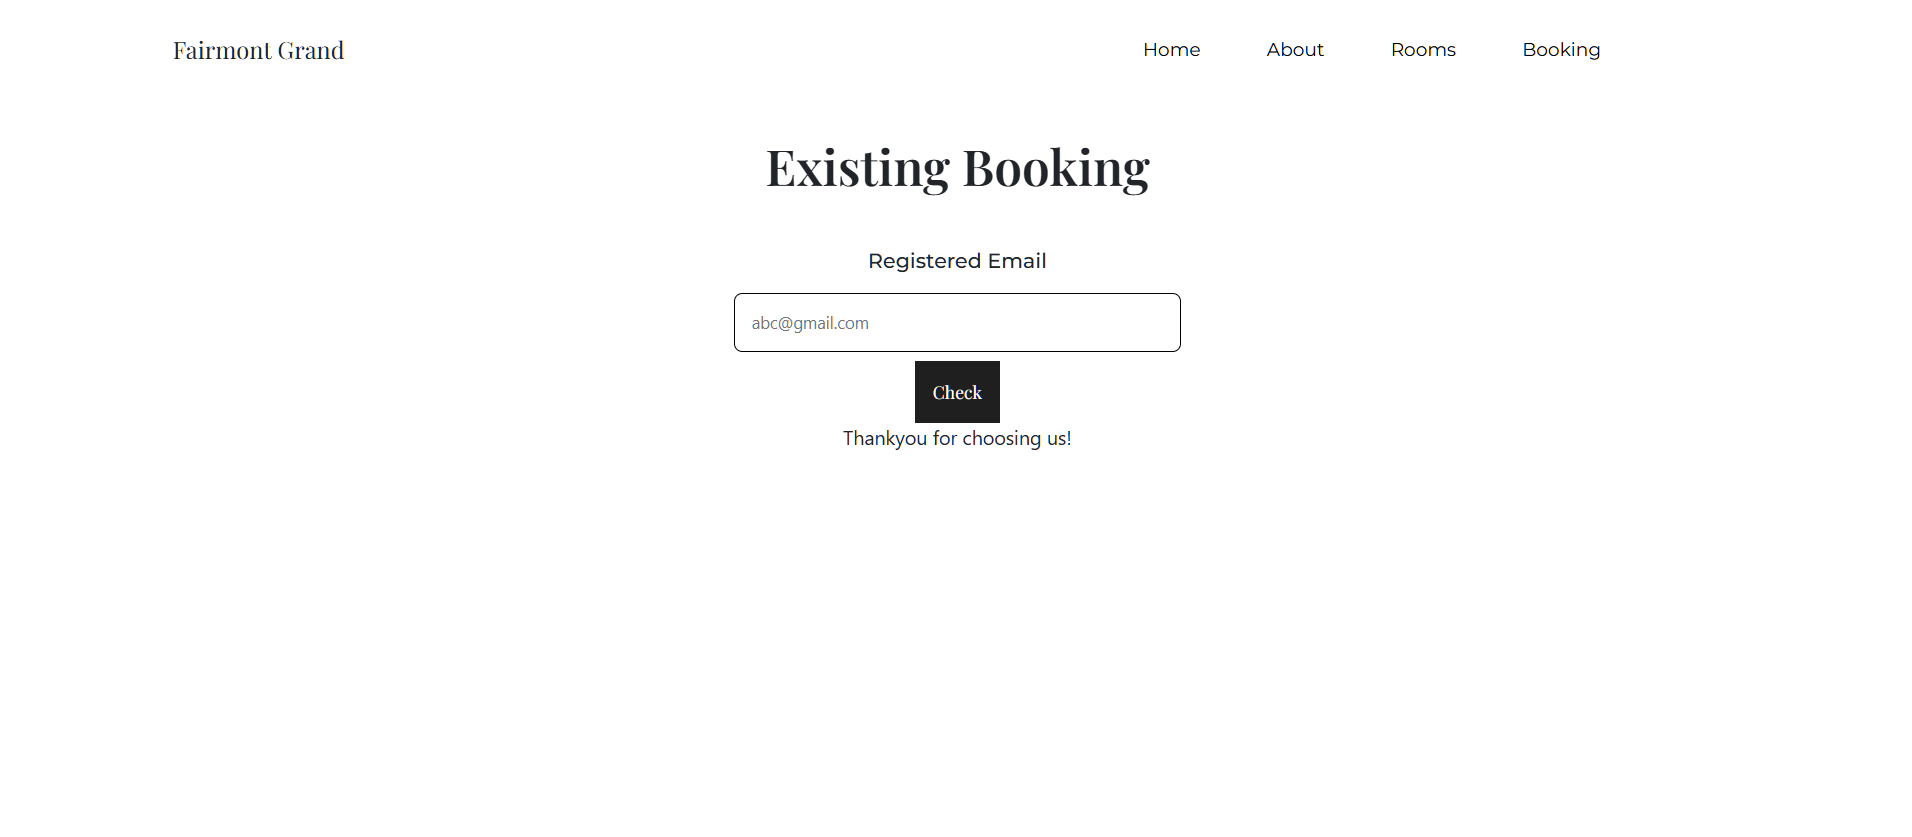 Fairmont Grand Home About Rooms Booking
Existing Booking
Registered Email
abc@gmail.com
Check
Thankyou for choosing us!